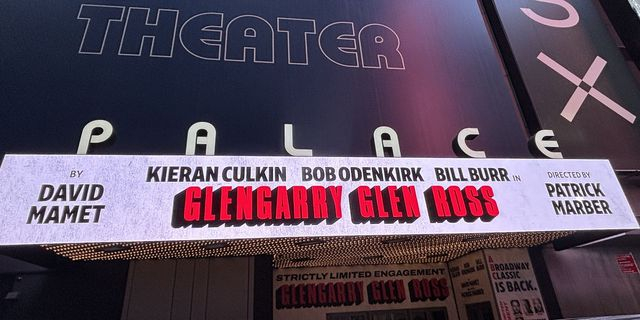 THEATER
PALACE
BY
DAVID
MAMET
KIERAN CULKIN BOB ODENKIRK BILL BURR IN
GLENGARRY GLEN ROSS
DIRECTED BY
PATRICK
MARBER
STRICTLY LIMITED ENGAGEMENT
GLENGARRY GLEN ROSS
A
BROADWAY
CLASSIC
IS BACK.